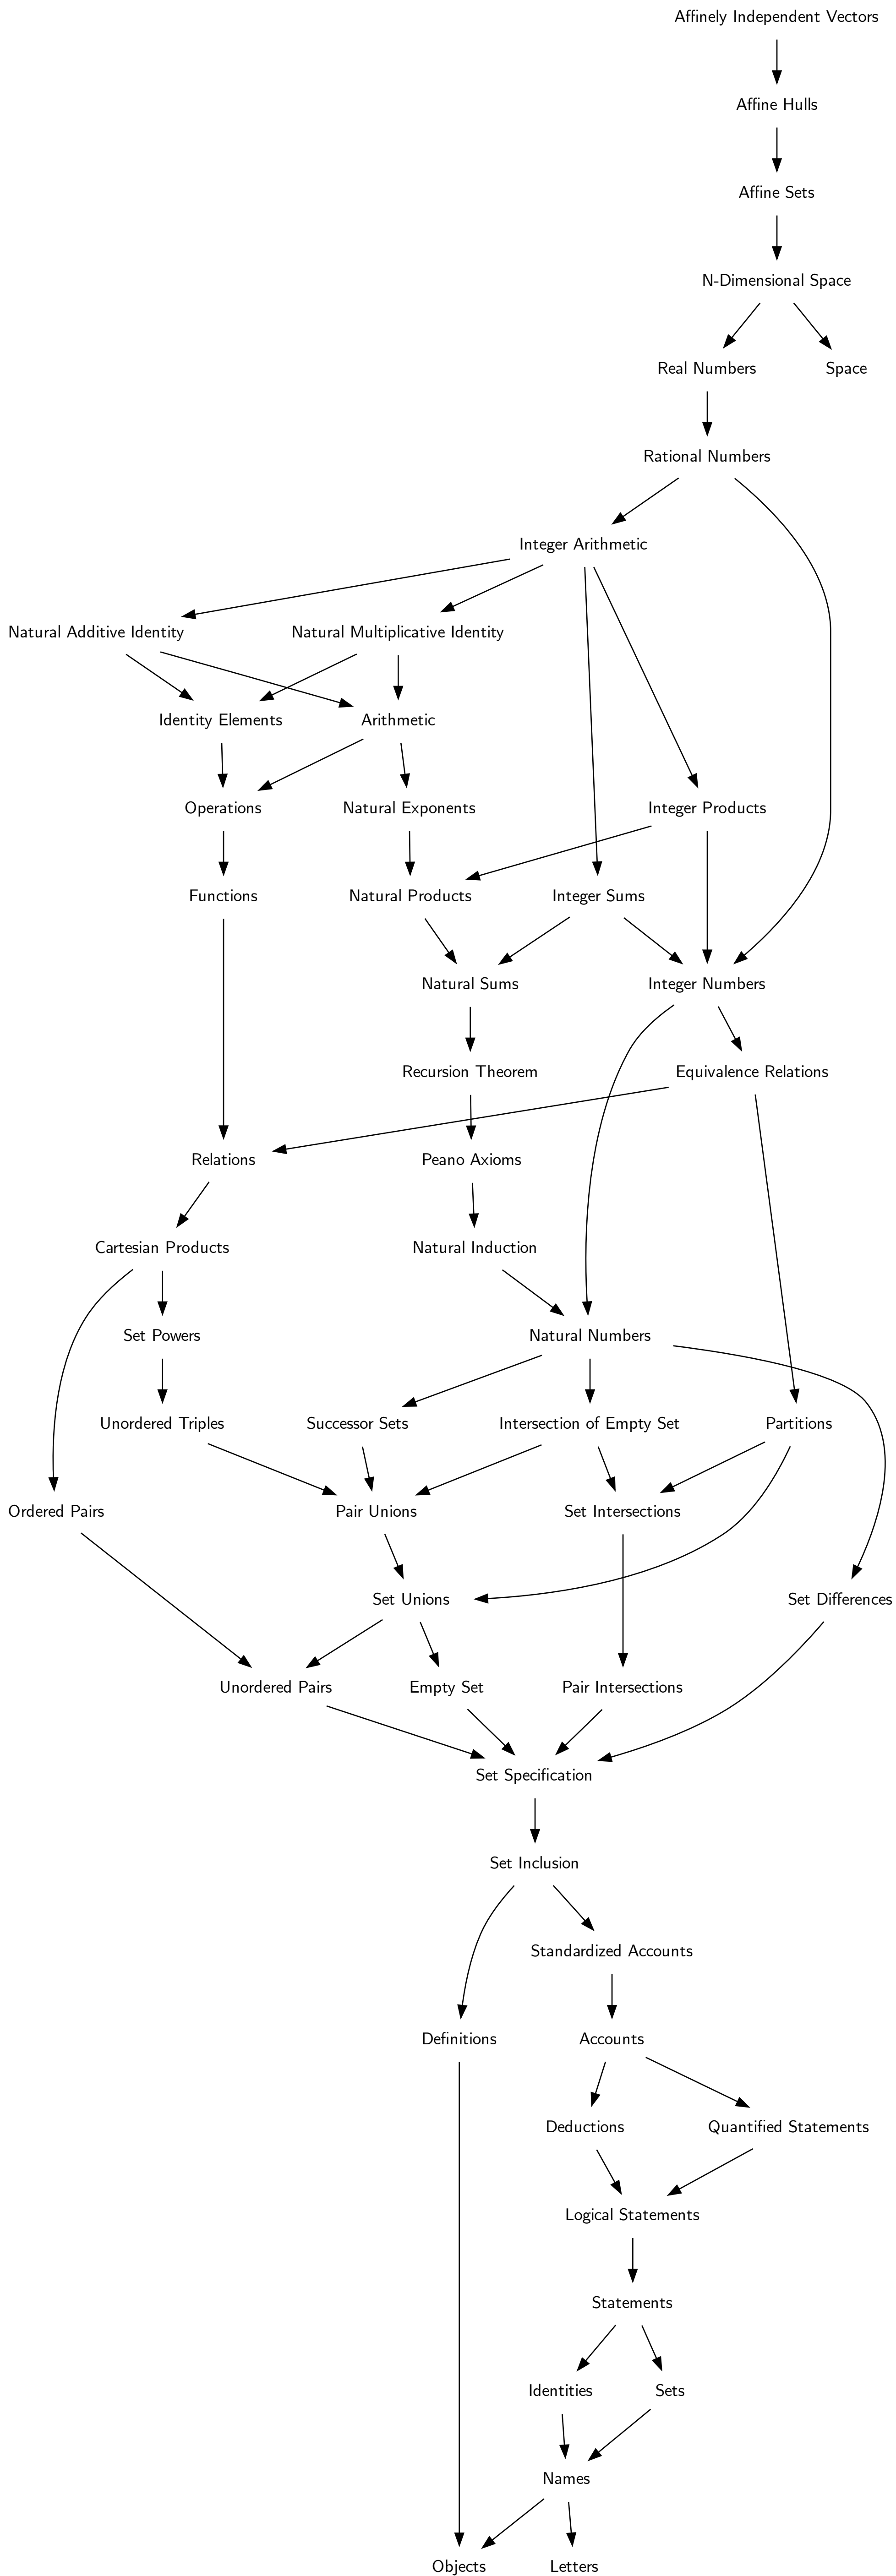 Affinely Independent Vectors
Affine Hulls
Affine Sets
N-Dimensional Space
Real Numbers
Space
Rational Numbers
Integer Arithmetic
Natural Additive Identity
Natural Multiplicative Identity
Identity Elements
Arithmetic
Operations
Natural Exponents
Integer Products
Functions
Natural Products
Integer Sums
Natural Sums
Integer Numbers
Recursion Theorem
Equivalence Relations
Relations
Peano Axioms
Cartesian Products
Natural Induction
Set Powers
Natural Numbers
Unordered Triples
Successor Sets
Intersection of Empty Set
Partitions
Ordered Pairs
Pair Unions
Set Intersections
Set Unions
Set Differences
Unordered Pairs
Empty Set
Pair Intersections
Set Specification
Set Inclusion
Standardized Accounts
Definitions
Accounts
Deductions
Quantified Statements
Logical Statements
Statements
Identities
Sets
Names
Objects
Letters